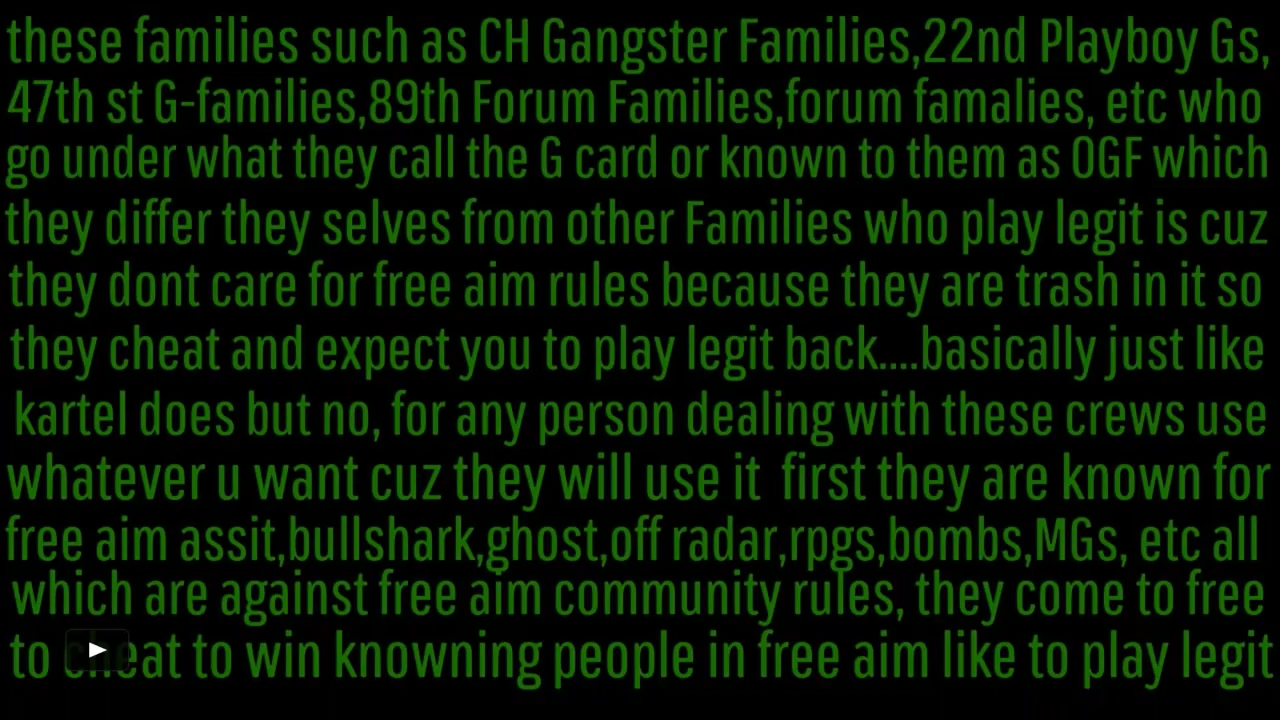 these families such as CH Gangster Families,22nd Playboy Gs,
47th st G-families,89th Forum Families,forum famalies, etc who
go under what they call the G card or known to them as OGF which
they differ they selves from other Families who play legit is cuz
they dont care for free aim rules because they are trash in it so
they cheat and expect you to play legit back....basically just like
kartel does but no, for any person dealing with these crews use
whatever u want cuz they will use it first they are known for
free aim assit,bullshark,ghost,off radar,rpgs,bombs,MGs, etc all
which are against free aim community rules, they come to free
to cheat to win knowning people in free aim like to play legit